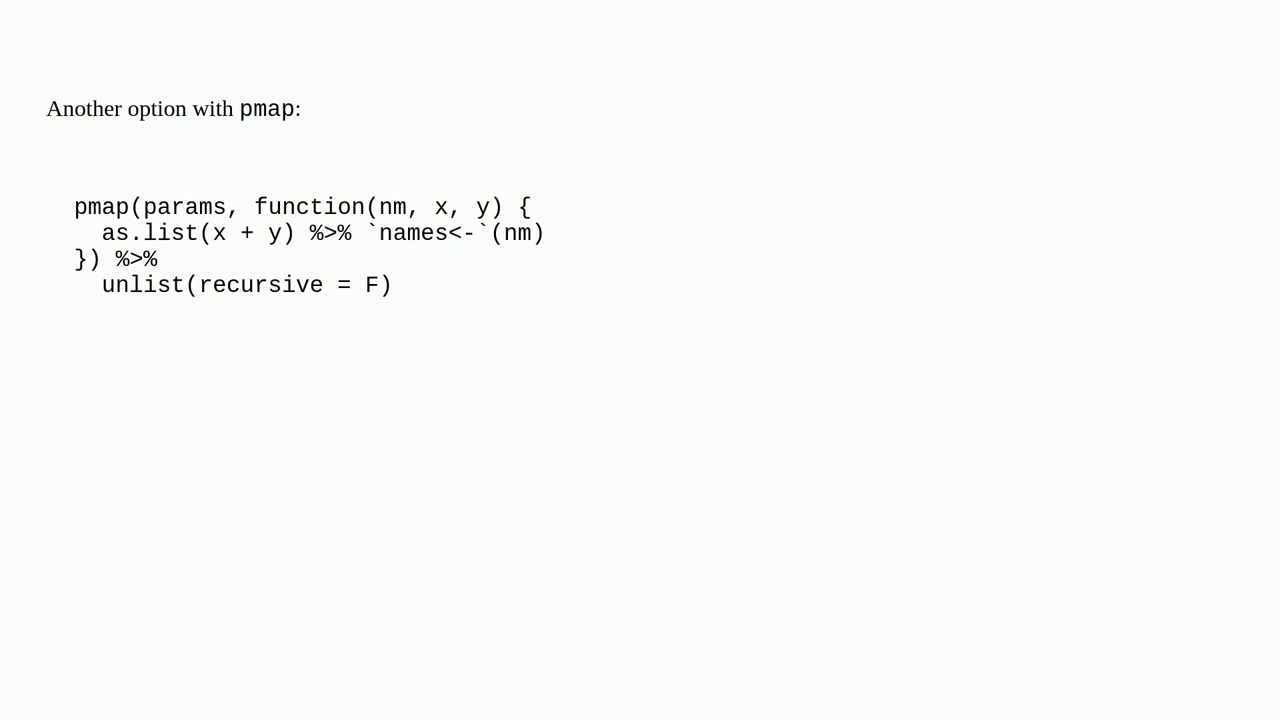 Another option with pmap:
pmap(params, function(nm, x, y) {
  as.list(x + y) %>% `names<-`(nm)
}) %>%
  unlist(recursive = F)